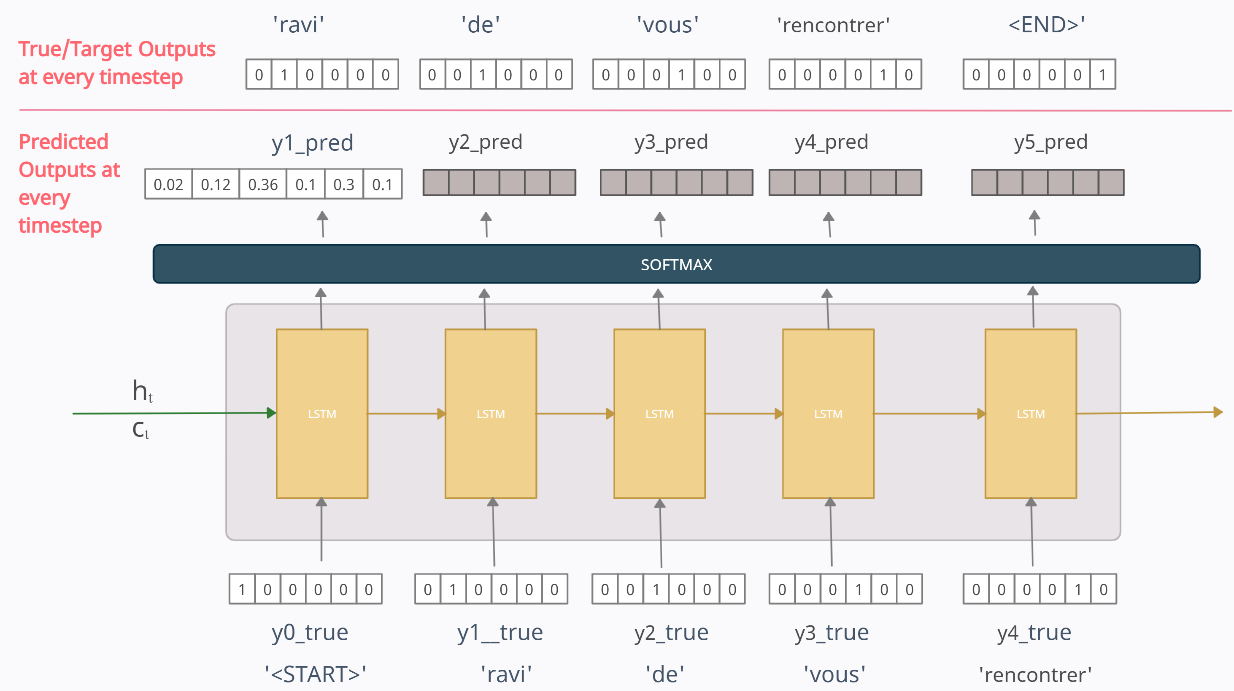 'ravi' 'de' 'vous' 'rencontrer' <END>'
True/Target Outputs
at every timestep
0 1 0 0 0 0 0 0 1 0 0 0 0 0 0 1 0 0 0 0 0 0 1 0 0 0 0 0 0 1
Predicted
Outputs at
every
timestep
y1_pred y2_pred y3_pred y4_pred y5_pred
0.02 0.12 0.36 0.1 0.3 0.1
SOFTMAX
LSTM LSTM LSTM LSTM LSTM
ht
ct
1 0 0 0 0 0 0 1 0 0 0 0 0 0 1 0 0 0 0 0 0 1 0 0 0 0 0 0 1 0
y0_true y1__true y2_true y3_true y4_true
'<START>' 'ravi' 'de' 'vous' 'rencontrer'